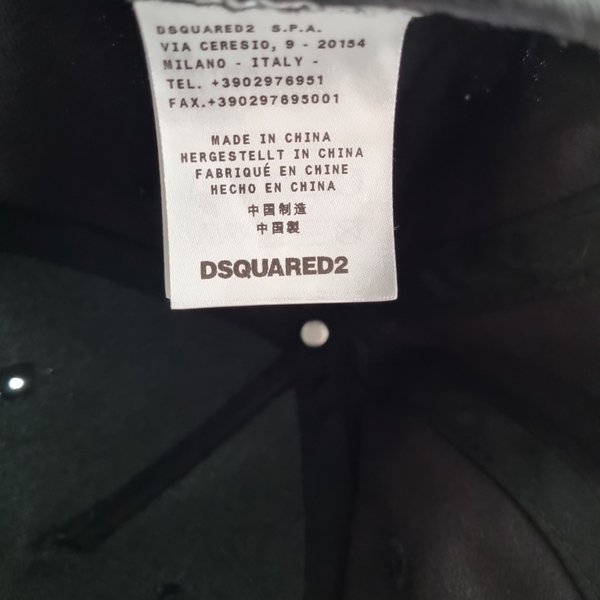 DSQUARED2 S.P.A.
VIA CERESIO, 9 - 20154
MILANO - ITALY -
TEL. +3902976951
FAX.+390297695001
MADE IN CHINA
HERGESTELLT IN CHINA
FABRIQUÉ EN CHINE
HECHO EN CHINA
中国制造
中國製
DSQUARED2